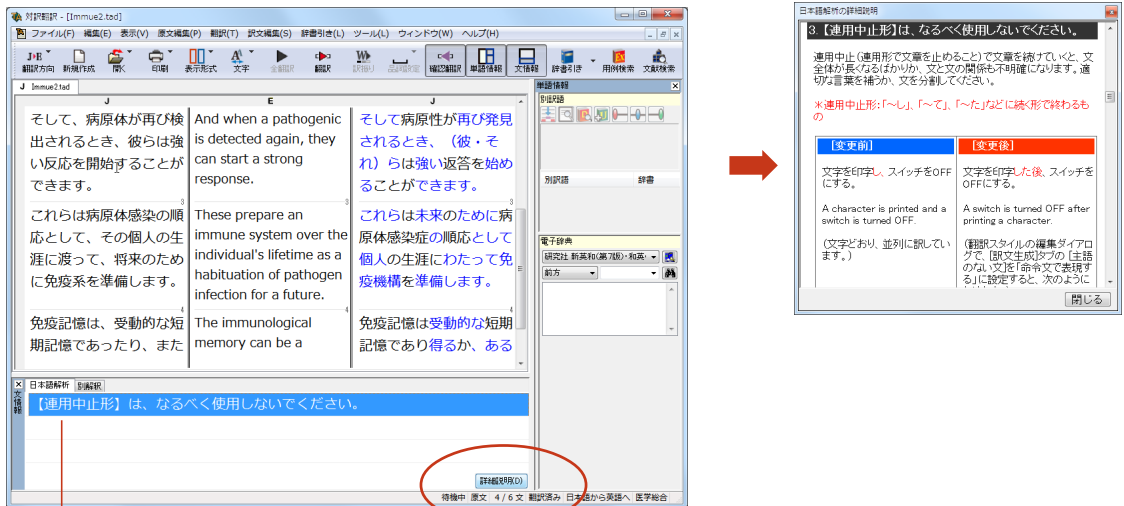 対訳翻訳 - [Immue2.tsd]
ファイル(F) 編集(E) 表示(V) 原文編集(P) 翻訳(T) 訳文編集(S) 辞書引き(L) ツール(L) ウィンドウ(W) ヘルプ(H)
J▸E
翻訳方向 新規作成 開く 印刷 表示形式 文字 全翻訳 翻訳 訳振り 品詞設定 確認翻訳 単語情報 文情報 辞書引き 用例検索 文献検索
J Immue2.tad
J E J
そして、病原体が再び検
出されるとき、彼らは強
い反応を開始することが
できます。
And when a pathogenic
is detected again, they
can start a strong
response.
そして病原性が再び発見
されるとき、（彼・そ
れ）らは強い返答を始め
ることができます。
3 3 3
これらは病原体感染の順
応として、その個人の生
涯に渡って、将来のため
に免疫系を準備します。
These prepare an
immune system over the
individual's lifetime as a
habituation of pathogen
infection for a future.
これらは未来のために病
原体感染症の順応として
個人の生涯にわたって免
疫機構を準備します。
4 4 4
免疫記憶は、受動的な短
期記憶であったり、また
The immunological
memory can be a
免疫記憶は受動的な短期
記憶であり得るか、ある
単語情報
別訳語
別訳語 辞書
電子辞典
研究社 新英和(第7版)・和英・
前方
文情報
日本語解析 別解釈
【連用中止形】は、なるべく使用しないでください。
詳細説明(D)
待機中 原文 4 / 6 文 翻訳済み 日本語から英語へ 医学総合
日本語解析の詳細説明
3.【連用中止形】は、なるべく使用しないでください。
連用中止(連用形で文章を止めること)で文章を続けていくと、文
全体が長くなるばかりか、文と文の関係も不明確になります。適
切な言葉を補うか、文を分割してください。
＊連用中止形：「～し」、「～て」、「～た」などに続く形で終わるも
の
［変更前］
文字を印字し、スイッチをOFF
にする。
A character is printed and a
switch is turned OFF.
(文字どおり、並列に訳してい
ます。)
［変更後］
文字を印字した後、スイッチを
OFFにする。
A switch is turned OFF after
printing a character.
(翻訳スタイルの編集ダイアロ
グで、[訳文生成]タブの [主語
のない文]を「命令文で表現す
る」に設定すると、次のように
閉じる